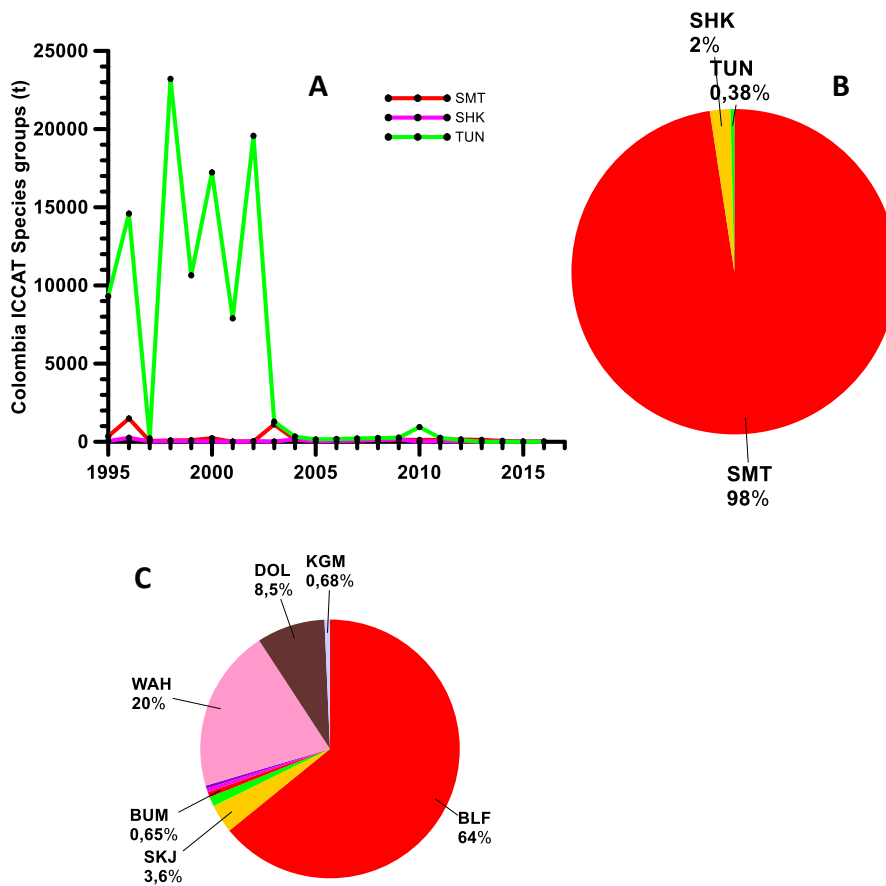 Colombia ICCAT Species groups (t)
25000
20000
15000
10000
5000
0
1995
2000
2005
2010
2015
A
SMT
SHK
TUN
B
SHK
2%
TUN
0,38%
SMT
98%
C
DOL
8,5%
KGM
0,68%
WAH
20%
BUM
0,65%
SKJ
3,6%
BLF
64%